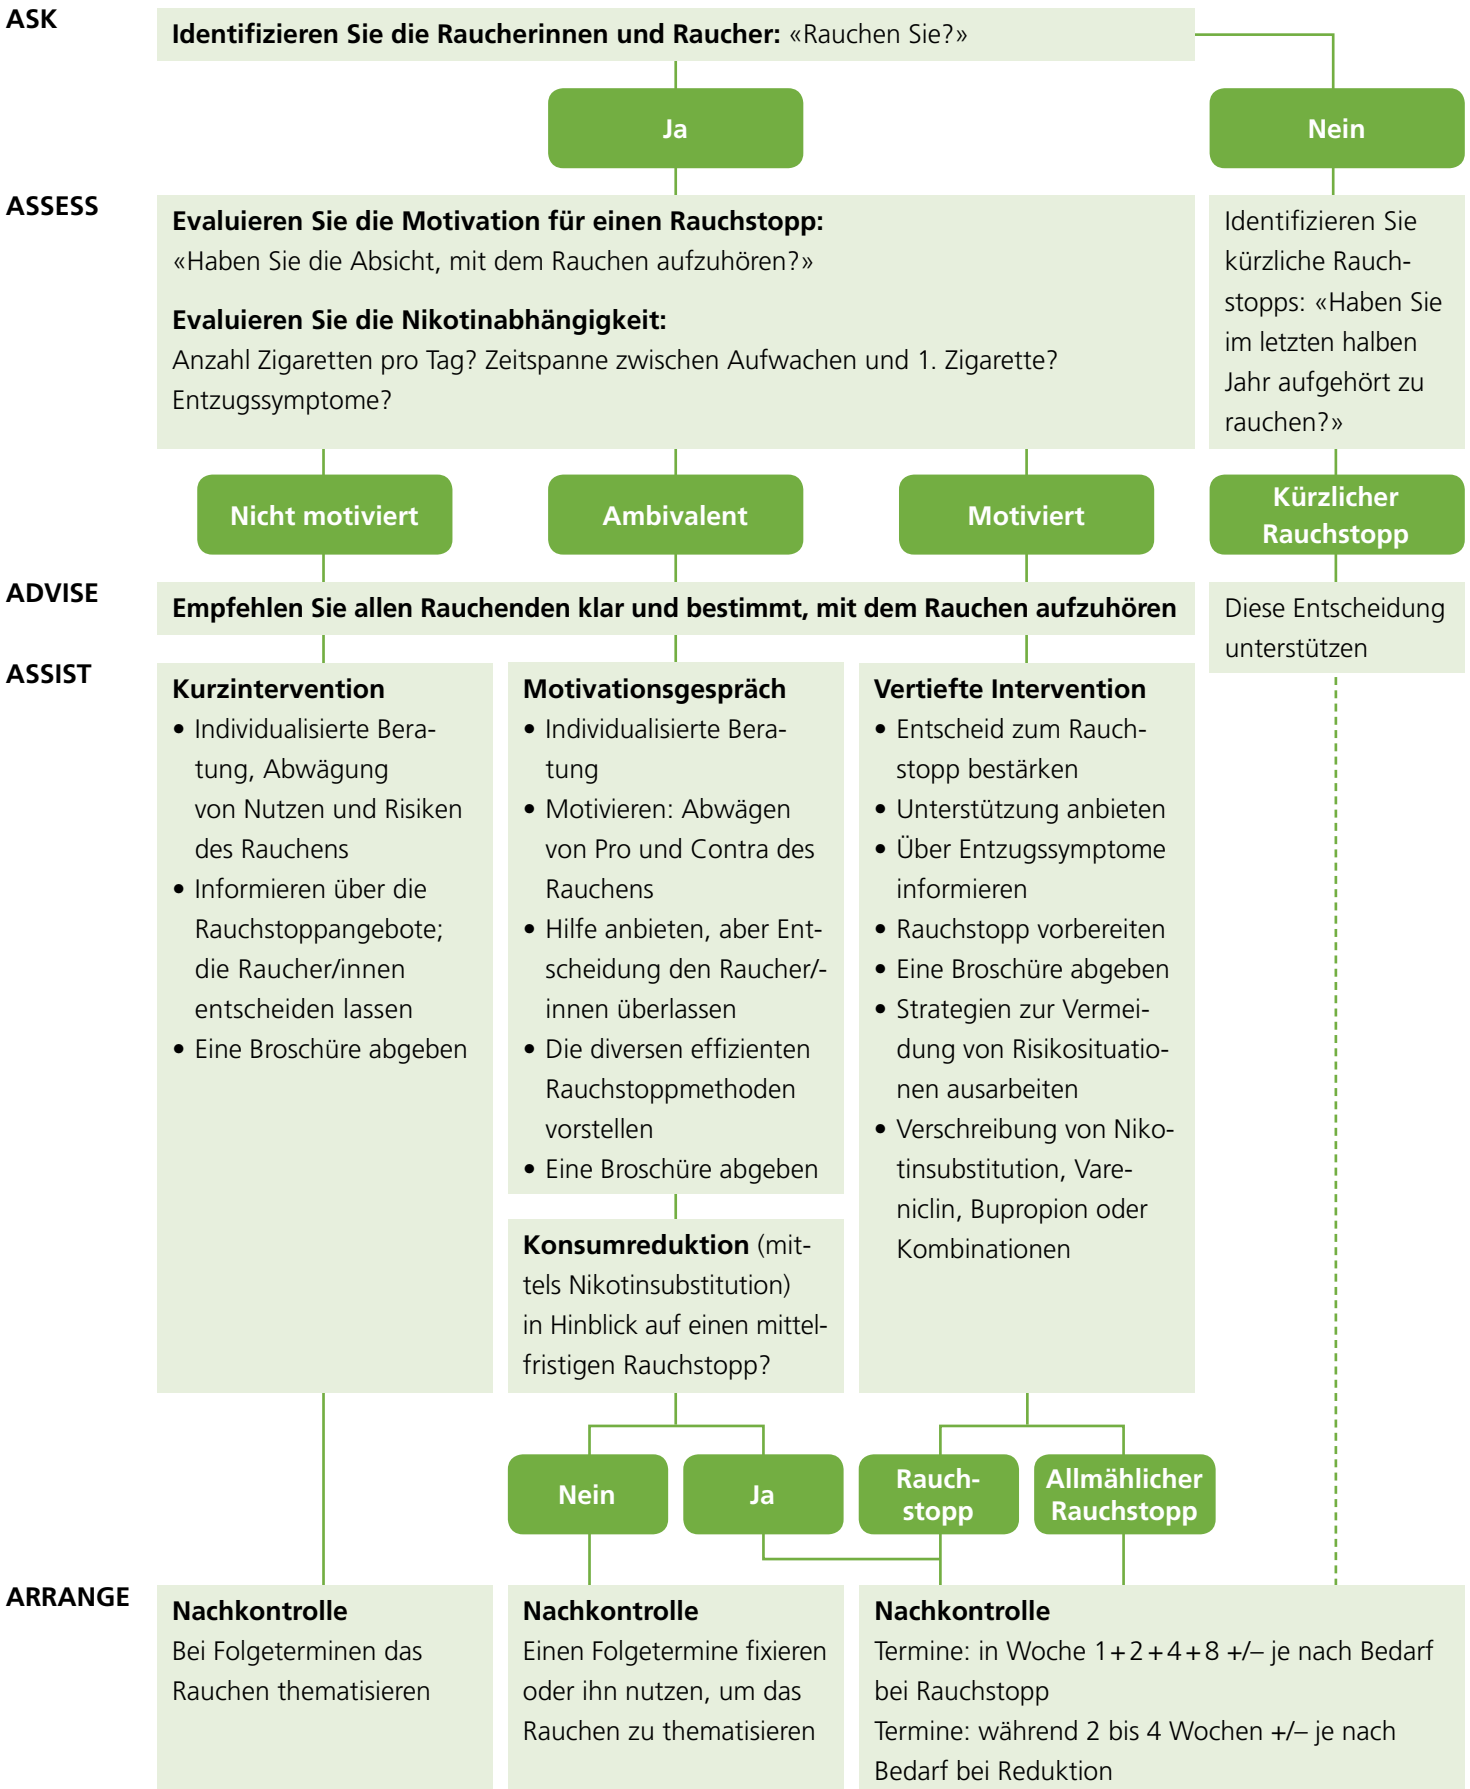 ASK
Identifizieren Sie die Raucherinnen und Raucher: «Rauchen Sie?»
Ja
Nein
ASSESS
Evaluieren Sie die Motivation für einen Rauchstopp:
«Haben Sie die Absicht, mit dem Rauchen aufzuhören?»
Evaluieren Sie die Nikotinabhängigkeit:
Anzahl Zigaretten pro Tag? Zeitspanne zwischen Aufwachen und 1. Zigarette?
Entzugssymptome?
Identifizieren Sie
kürzliche Rauch-
stopps: «Haben Sie
im letzten halben
Jahr aufgehört zu
rauchen?»
Nicht motiviert
Ambivalent
Motiviert
Kürzlicher
Rauchstopp
ADVISE
Empfehlen Sie allen Rauchenden klar und bestimmt, mit dem Rauchen aufzuhören
Diese Entscheidung
unterstützen
ASSIST
Kurzintervention
• Individualisierte Bera-
tung, Abwägung
von Nutzen und Risiken
des Rauchens
• Informieren über die
Rauchstoppangebote;
die Raucher/innen
entscheiden lassen
• Eine Broschüre abgeben
Motivationsgespräch
• Individualisierte Bera-
tung
• Motivieren: Abwägen
von Pro und Contra des
Rauchens
• Hilfe anbieten, aber Ent-
scheidung den Raucher/-
innen überlassen
• Die diversen effizienten
Rauchstoppmethoden
vorstellen
• Eine Broschüre abgeben
Konsumreduktion (mit-
tels Nikotinsubstitution)
in Hinblick auf einen mittel-
fristigen Rauchstopp?
Vertiefte Intervention
• Entscheid zum Rauch-
stopp bestärken
• Unterstützung anbieten
• Über Entzugssymptome
informieren
• Rauchstopp vorbereiten
• Eine Broschüre abgeben
• Strategien zur Vermei-
dung von Risikosituatio-
nen ausarbeiten
• Verschreibung von Niko-
tinsubstitution, Vare-
niclin, Bupropion oder
Kombinationen
Nein
Ja
Rauch-
stopp
Allmählicher
Rauchstopp
ARRANGE
Nachkontrolle
Bei Folgeterminen das
Rauchen thematisieren
Nachkontrolle
Einen Folgetermine fixieren
oder ihn nutzen, um das
Rauchen zu thematisieren
Nachkontrolle
Termine: in Woche 1+2+4+8 +/– je nach Bedarf
bei Rauchstopp
Termine: während 2 bis 4 Wochen +/– je nach
Bedarf bei Reduktion